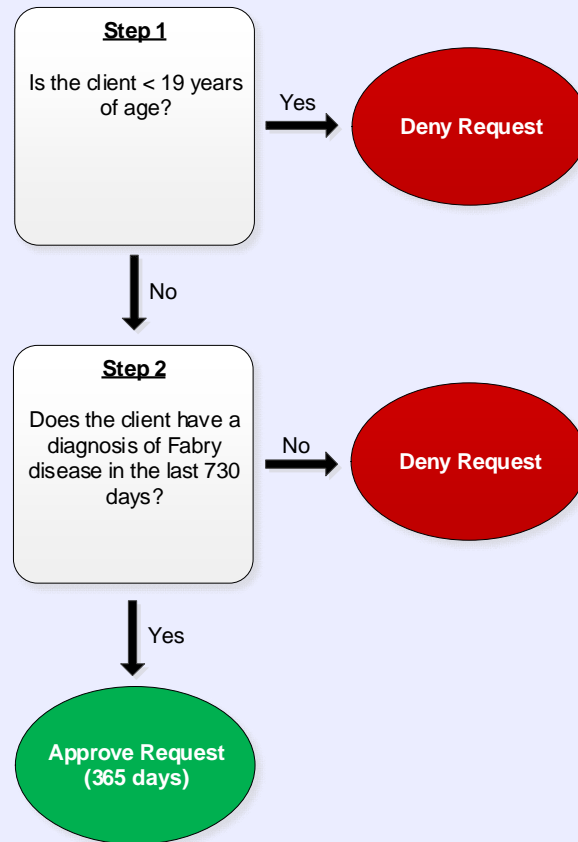 Step 1
Is the client < 19 years
of age?
Yes
Deny Request
No
Step 2
Does the client have a
diagnosis of Fabry
disease in the last 730
days?
No
Deny Request
Yes
Approve Request
(365 days)